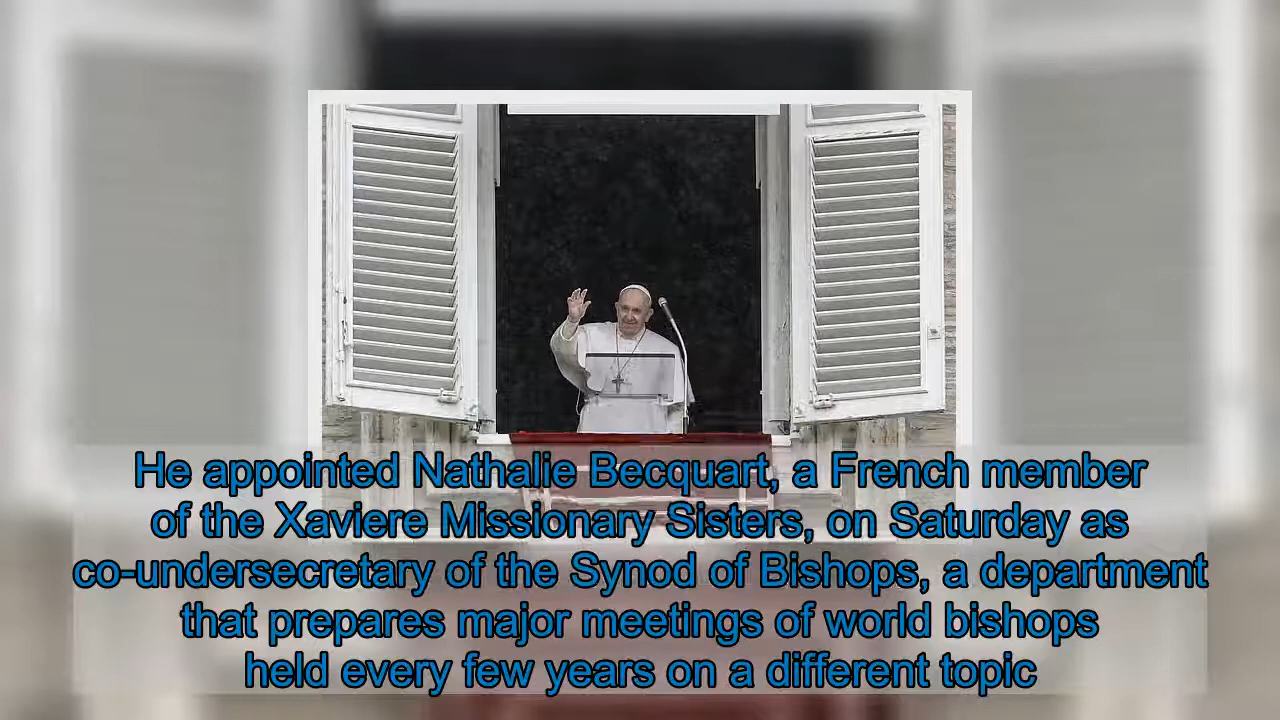 He appointed Nathalie Becquart, a French member
of the Xaviere Missionary Sisters, on Saturday as
co-undersecretary of the Synod of Bishops, a department
that prepares major meetings of world bishops
held every few years on a different topic